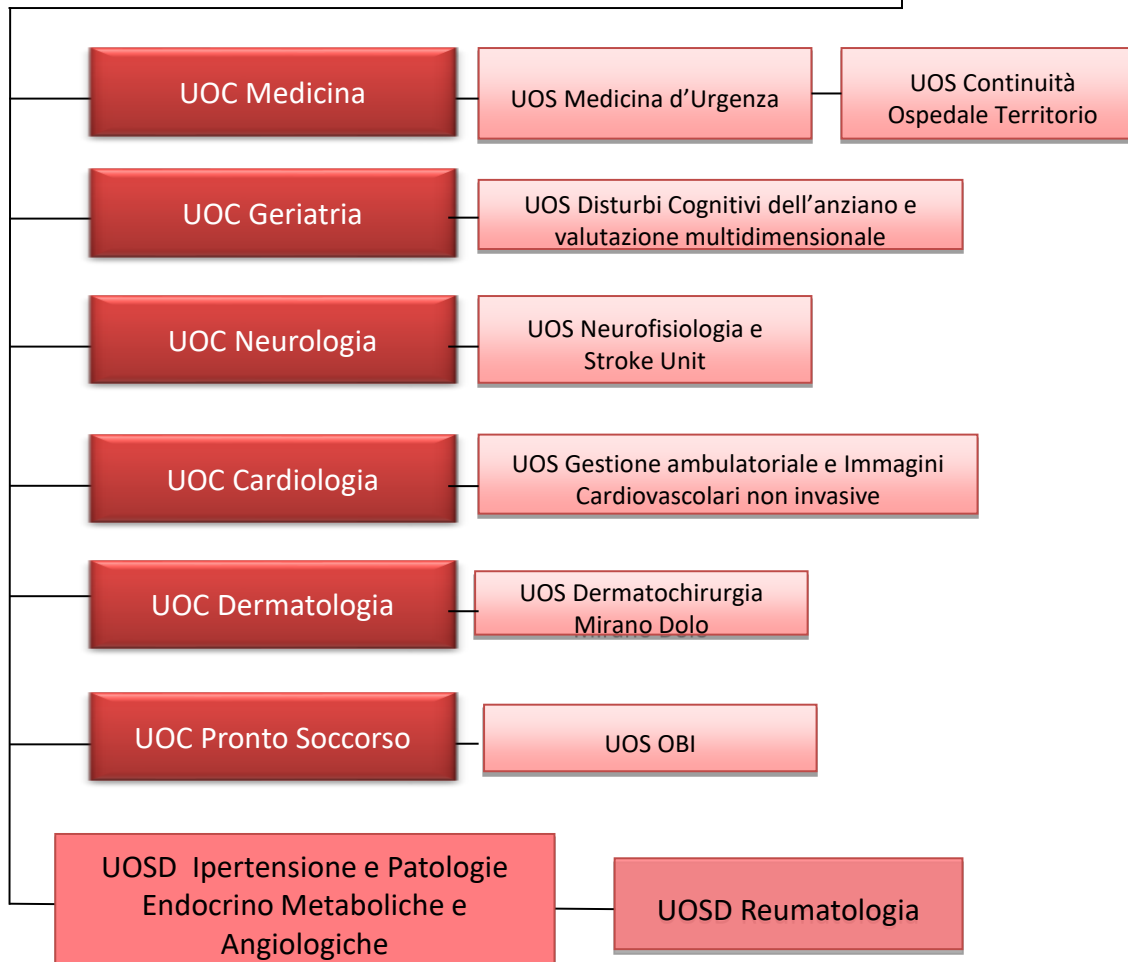 UOC Medicina
UOS Medicina d'Urgenza
UOS Continuità
Ospedale Territorio
UOC Geriatria
UOS Disturbi Cognitivi dell'anziano e
valutazione multidimensionale
UOC Neurologia
UOS Neurofisiologia e
Stroke Unit
UOC Cardiologia
UOS Gestione ambulatoriale e Immagini
Cardiovascolari non invasive
UOC Dermatologia
UOS Dermatochirurgia
Mirano Dolo
UOC Pronto Soccorso
UOS OBI
UOSD Ipertensione e Patologie
Endocrino Metaboliche e
Angiologiche
UOSD Reumatologia